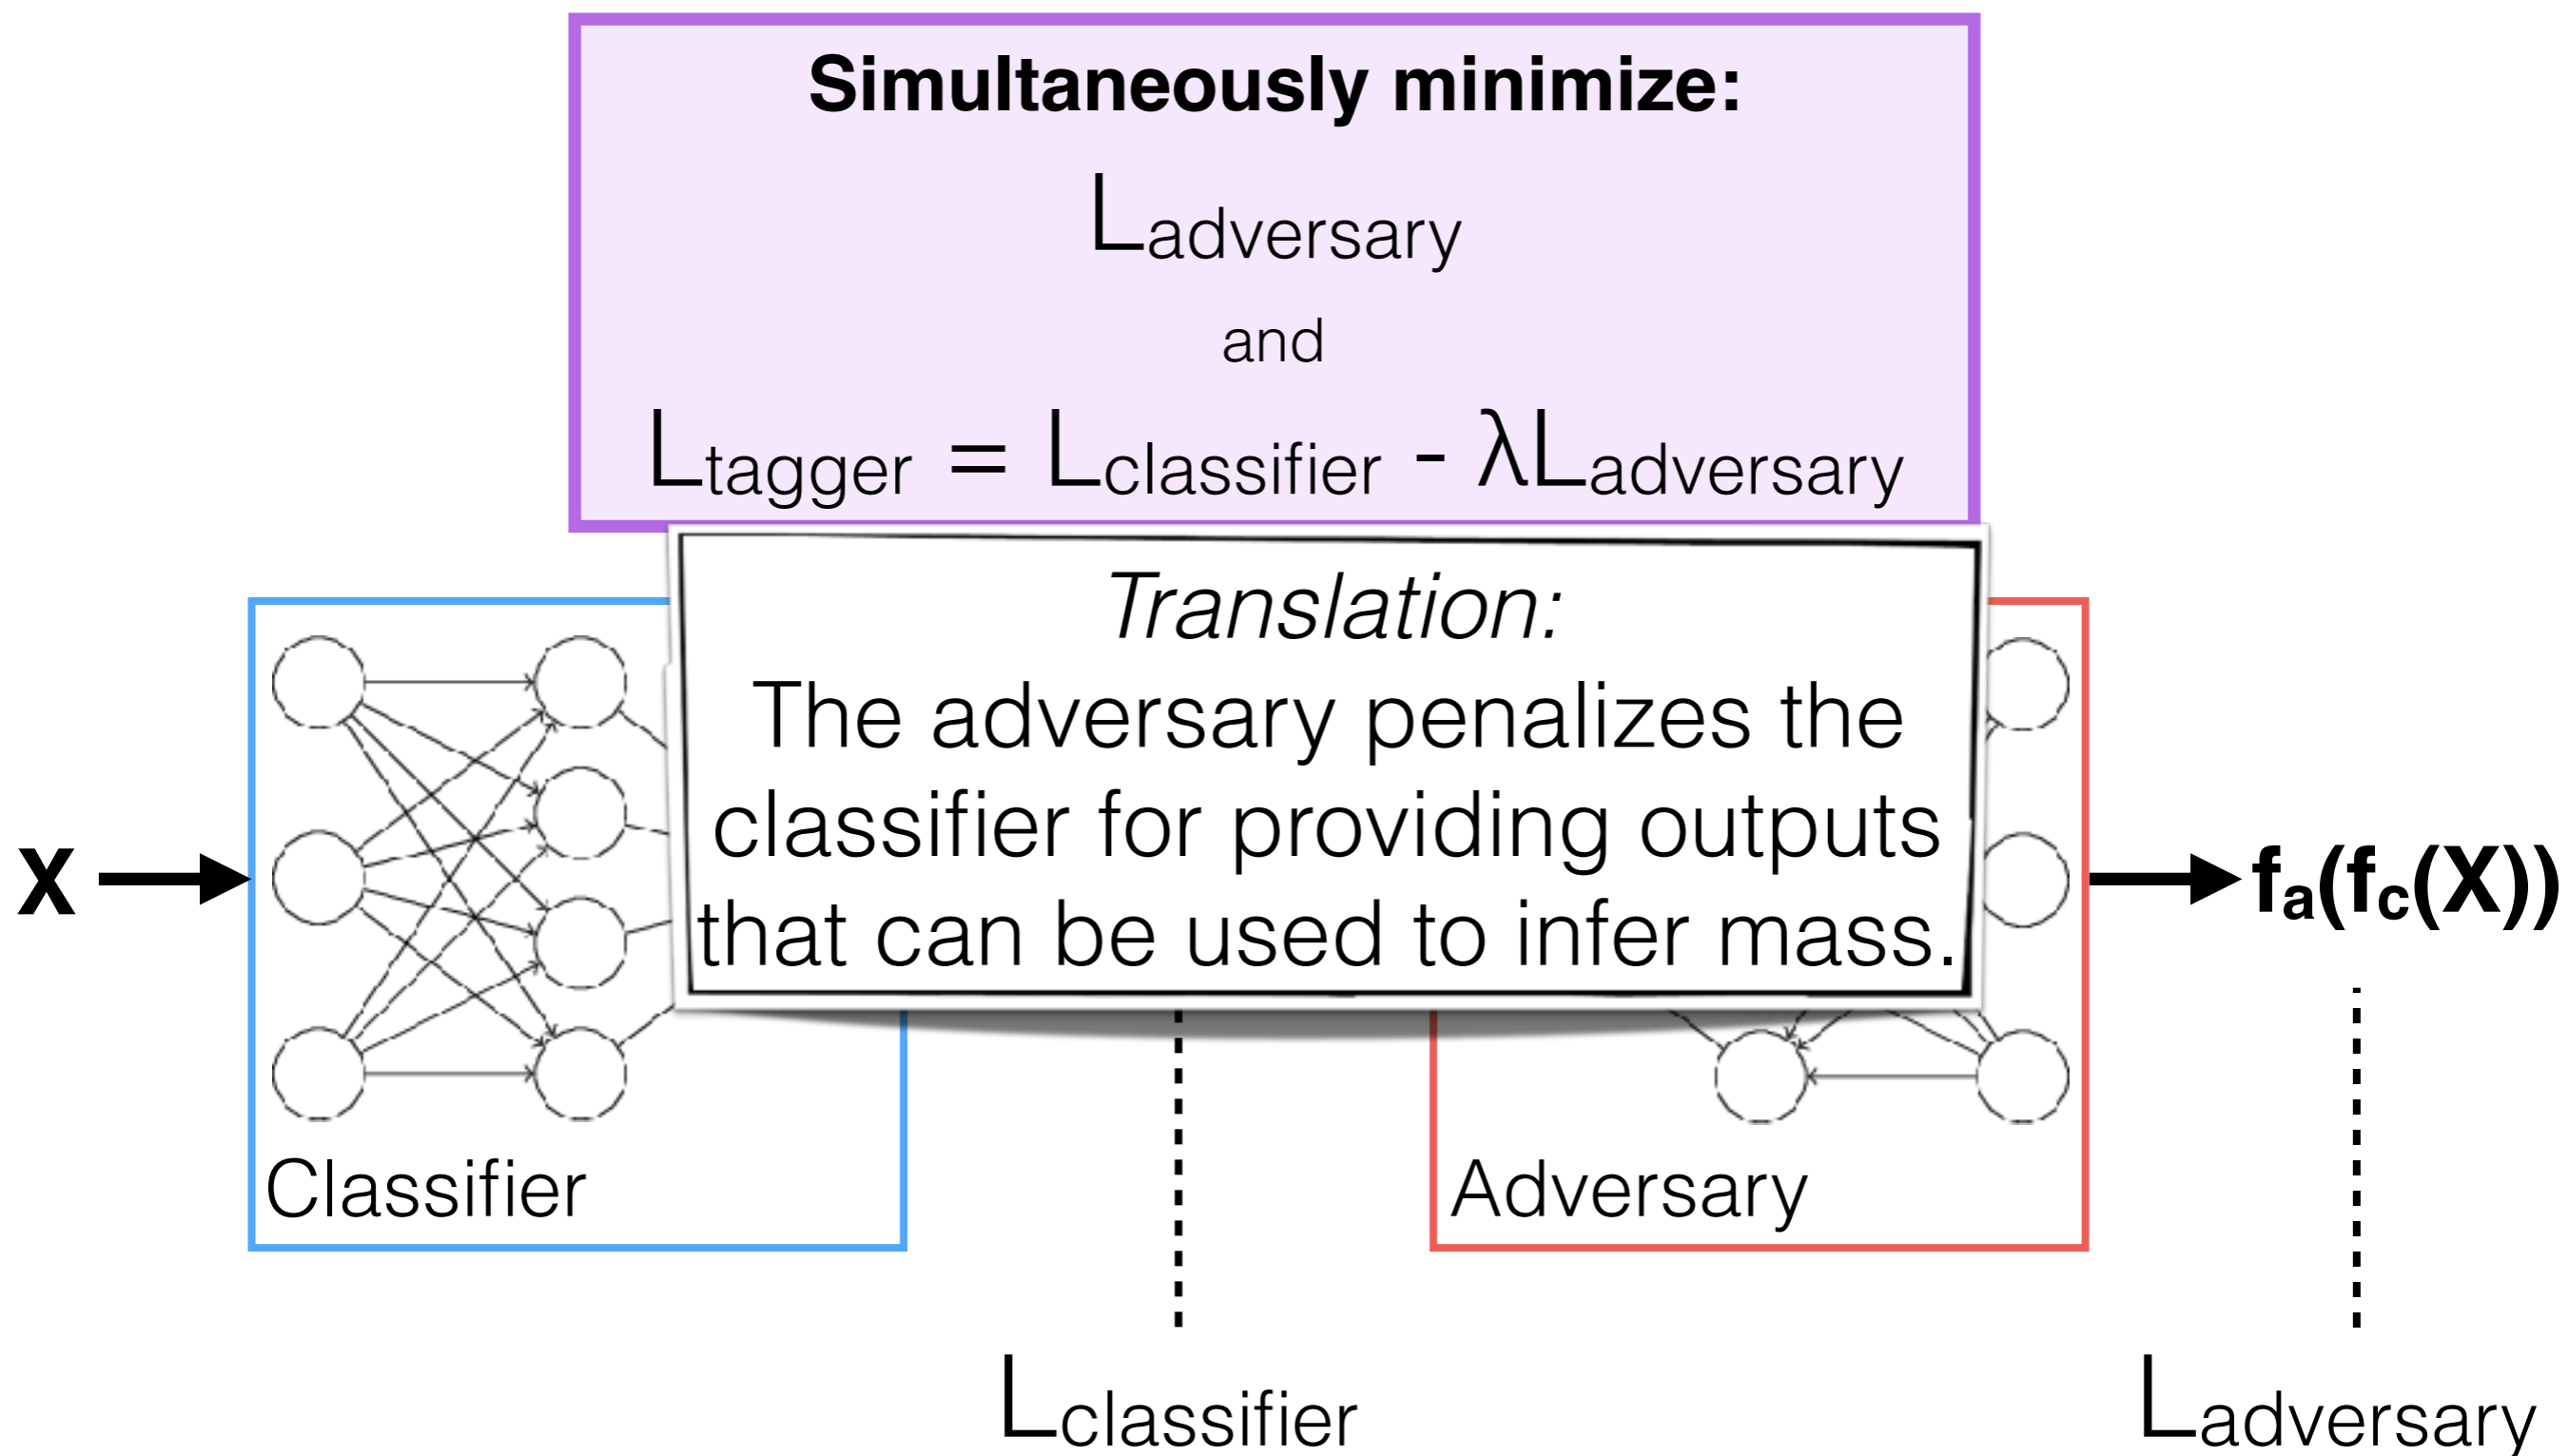 Simultaneously minimize:
Ladversary
and
Ltagger = Lclassifier - λLadversary
Translation:
The adversary penalizes the
classifier for providing outputs
that can be used to infer mass.
X
fa(fc(X))
Classifier
Adversary
Lclassifier
Ladversary